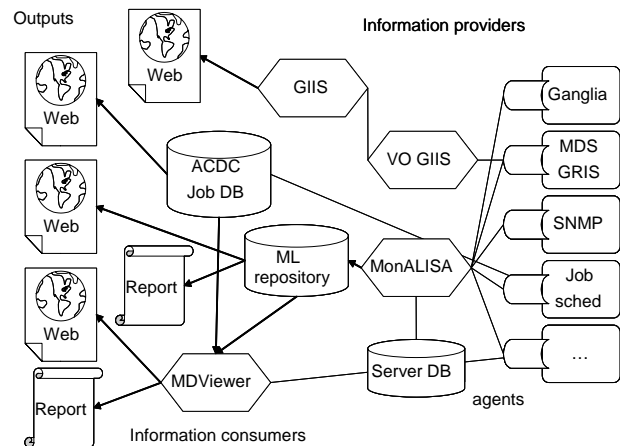 Outputs
Information providers
Web
Web
GIIS
Ganglia
VO GIIS
MDS
GRIS
ACDC
Job DB
SNMP
Web
ML
repository
MonALISA
Job
sched
Report
Web
MDViewer
Server DB
…
Report
agents
Information consumers